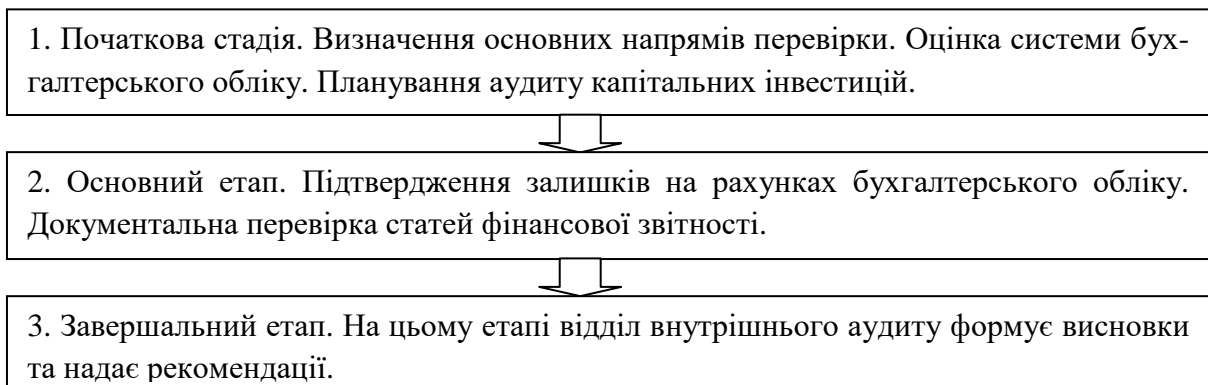 1. Початкова стадія. Визначення основних напрямів перевірки. Оцінка системи бух-
галтерського обліку. Планування аудиту капітальних інвестицій.
2. Основний етап. Підтвердження залишків на рахунках бухгалтерського обліку.
Документальна перевірка статей фінансової звітності.
3. Завершальний етап. На цьому етапі відділ внутрішнього аудиту формує висновки
та надає рекомендації.